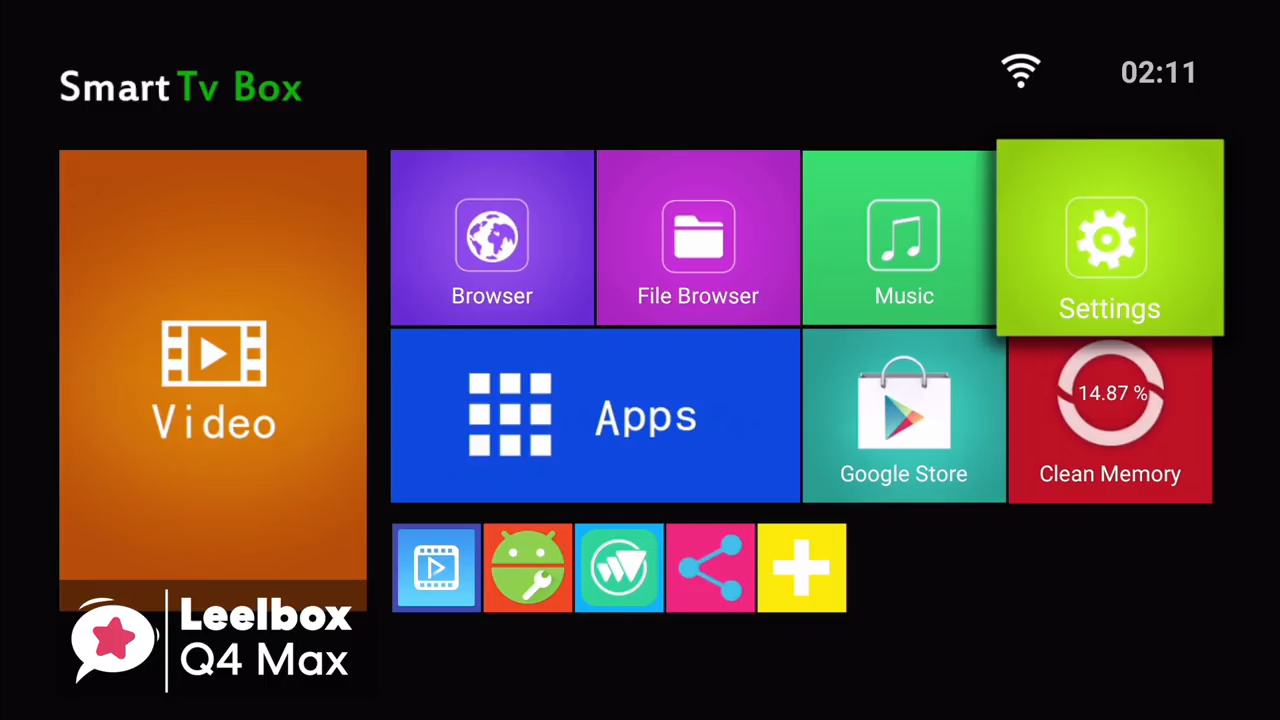 Smart Tv Box
02:11
Browser
File Browser
Music
Settings
Video
Apps
14.87 %
Google Store
Clean Memory
Leelbox
Q4 Max